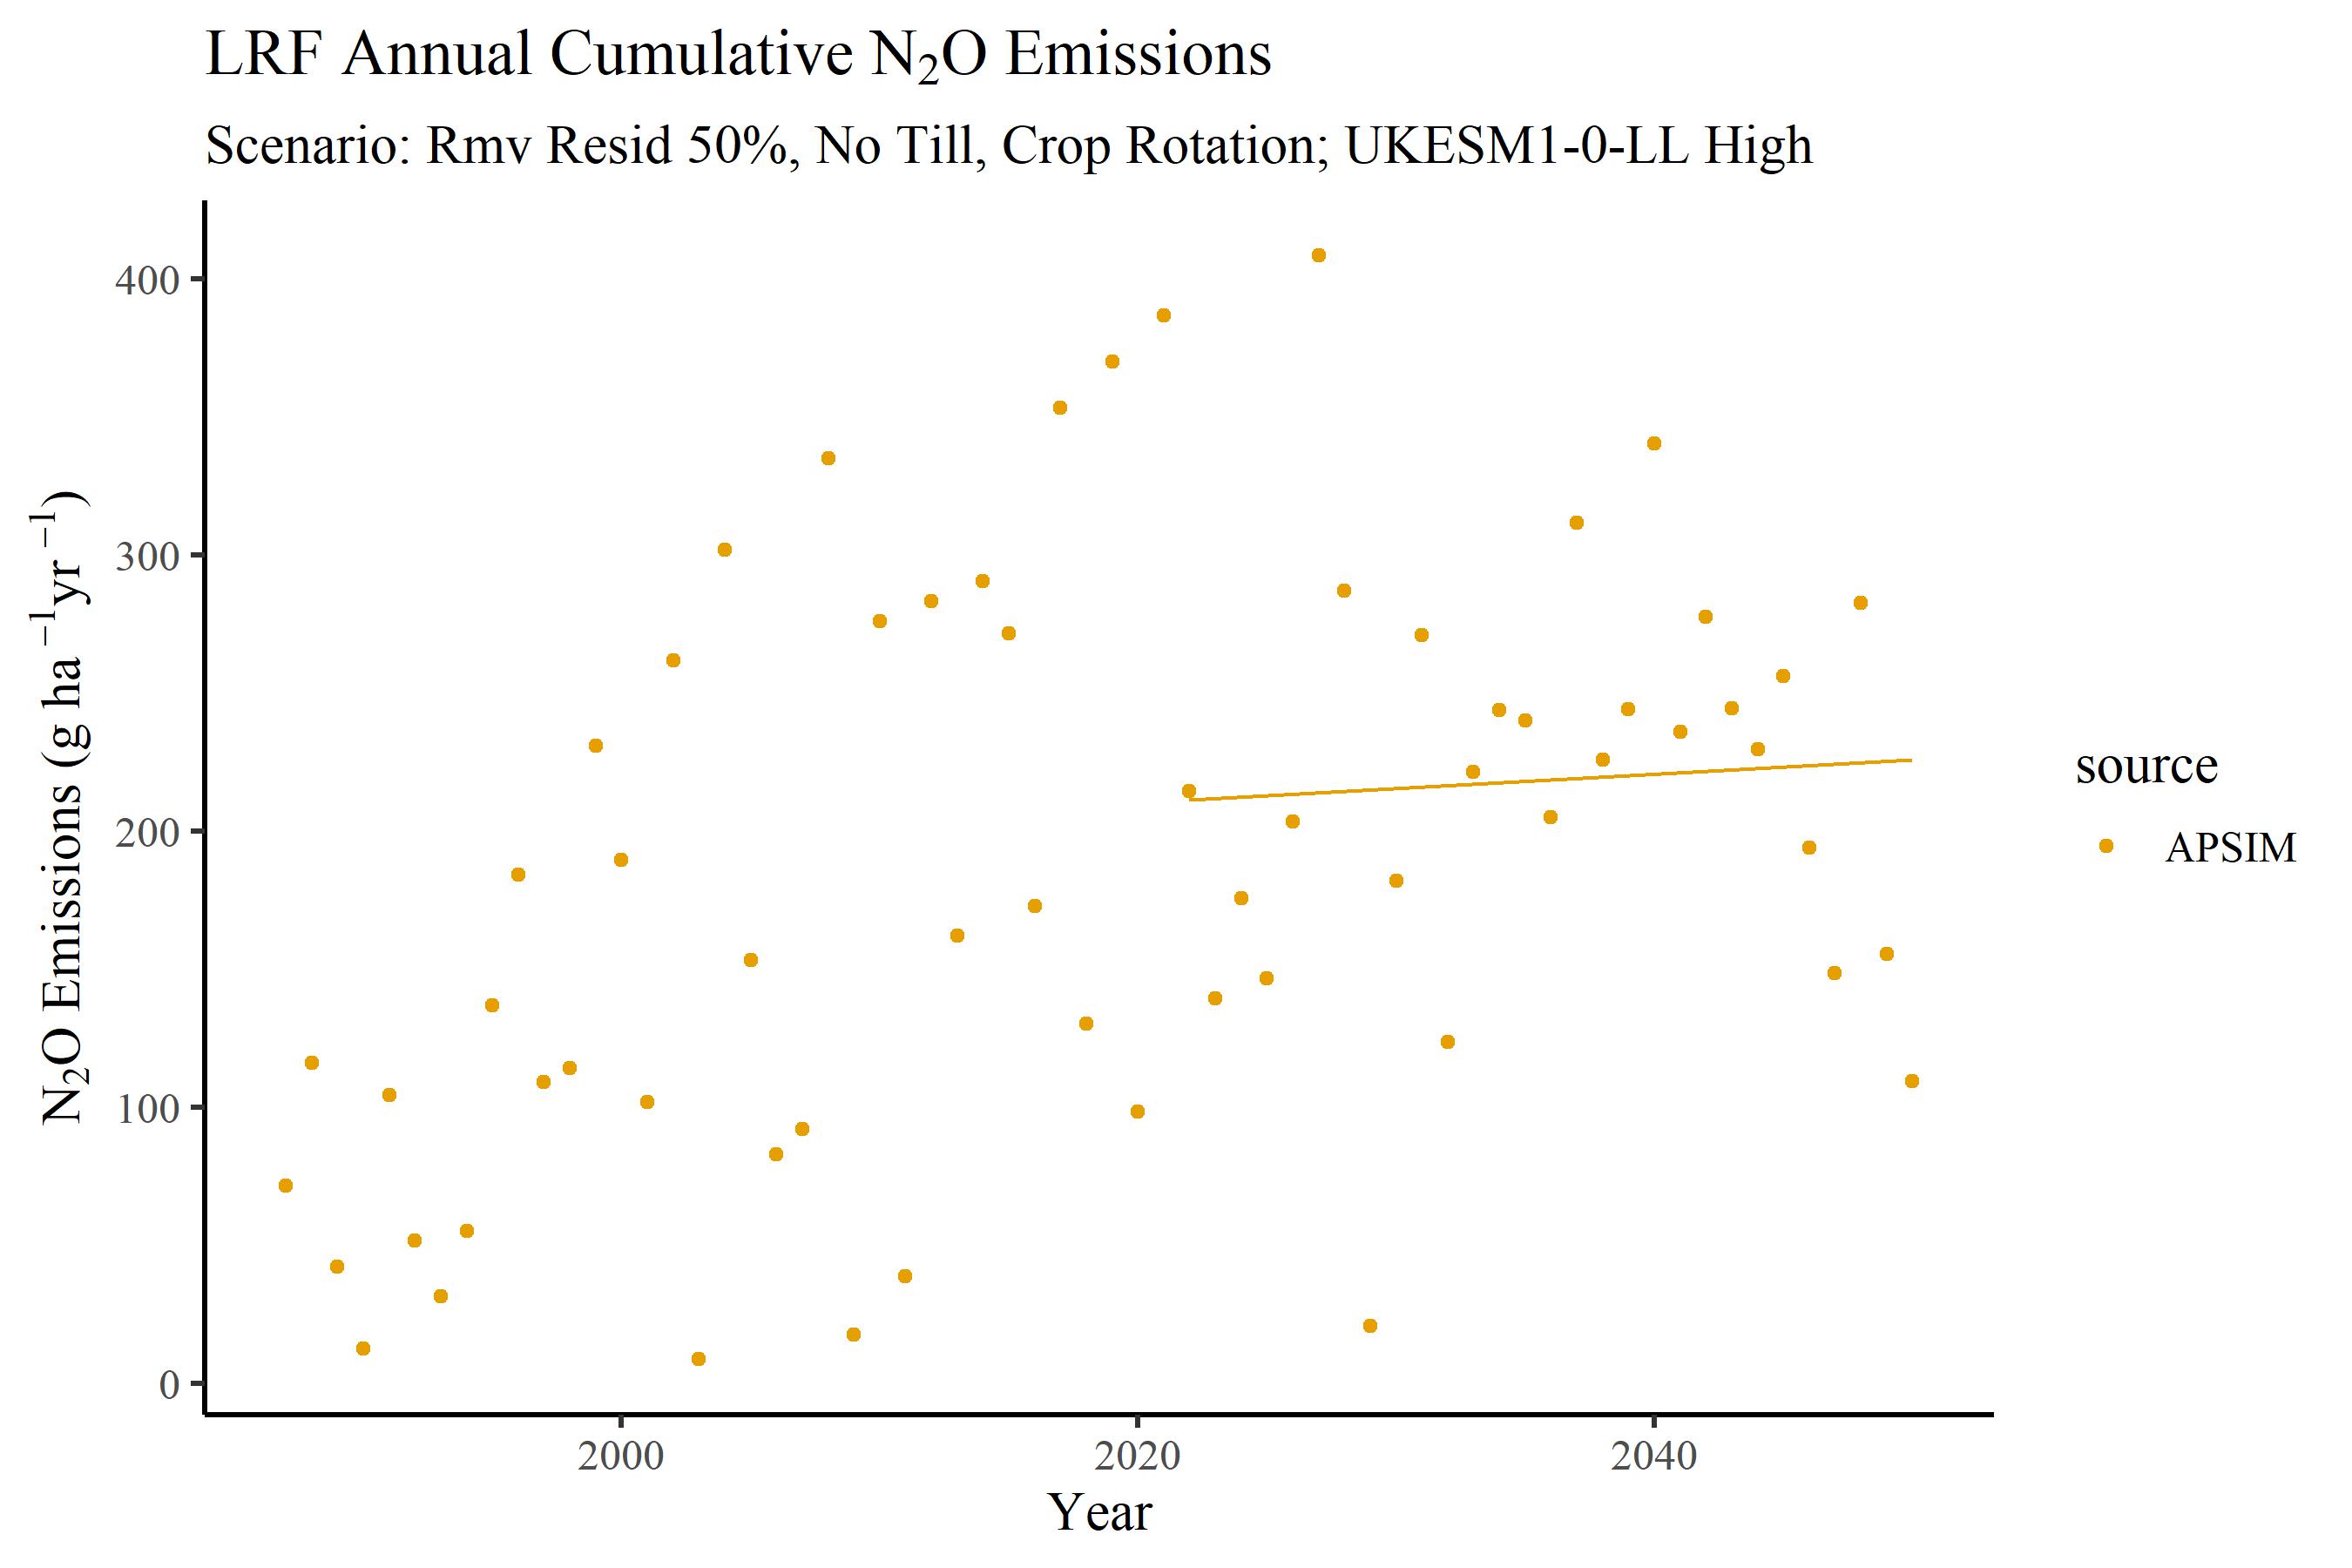 LRF Annual Cumulative N₂O Emissions
Scenario: Rmv Resid 50%, No Till, Crop Rotation; UKESM1-0-LL High
N₂O Emissions (g ha⁻¹yr⁻¹)
400
300
200
100
0
2000 2020 2040
Year
source
APSIM